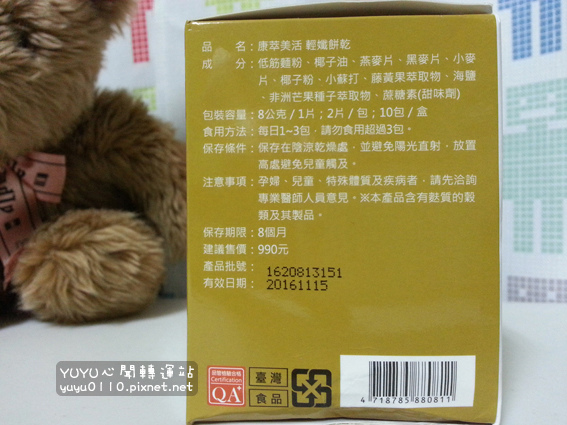 品　名：康萃美活 輕孅餅乾
成　分：低筋麵粉、椰子油、燕麥片、黑麥片、小麥
片、椰子粉、小蘇打、藤黃果萃取物、海鹽
、非洲芒果種子萃取物、蔗糖素(甜味劑)
包裝容量：8公克/1片；2片/包；10包/盒
食用方法：每日1~3包，請勿食用超過3包。
保存條件：保存在陰涼乾燥處，並避免陽光直射，放置
高處避免兒童觸及。
注意事項：孕婦、兒童、特殊體質及疾病者，請先洽詢
專業醫師人員意見。※本產品含有麩質的穀
類及其製品。
保存期限：8個月
建議售價：990元
產品批號：1620813151
有效日期：20161115
YUYU心閒轉運站
yuyu0110.pixnet.net
Certification
QA+
臺灣
食品
4 718785 880811